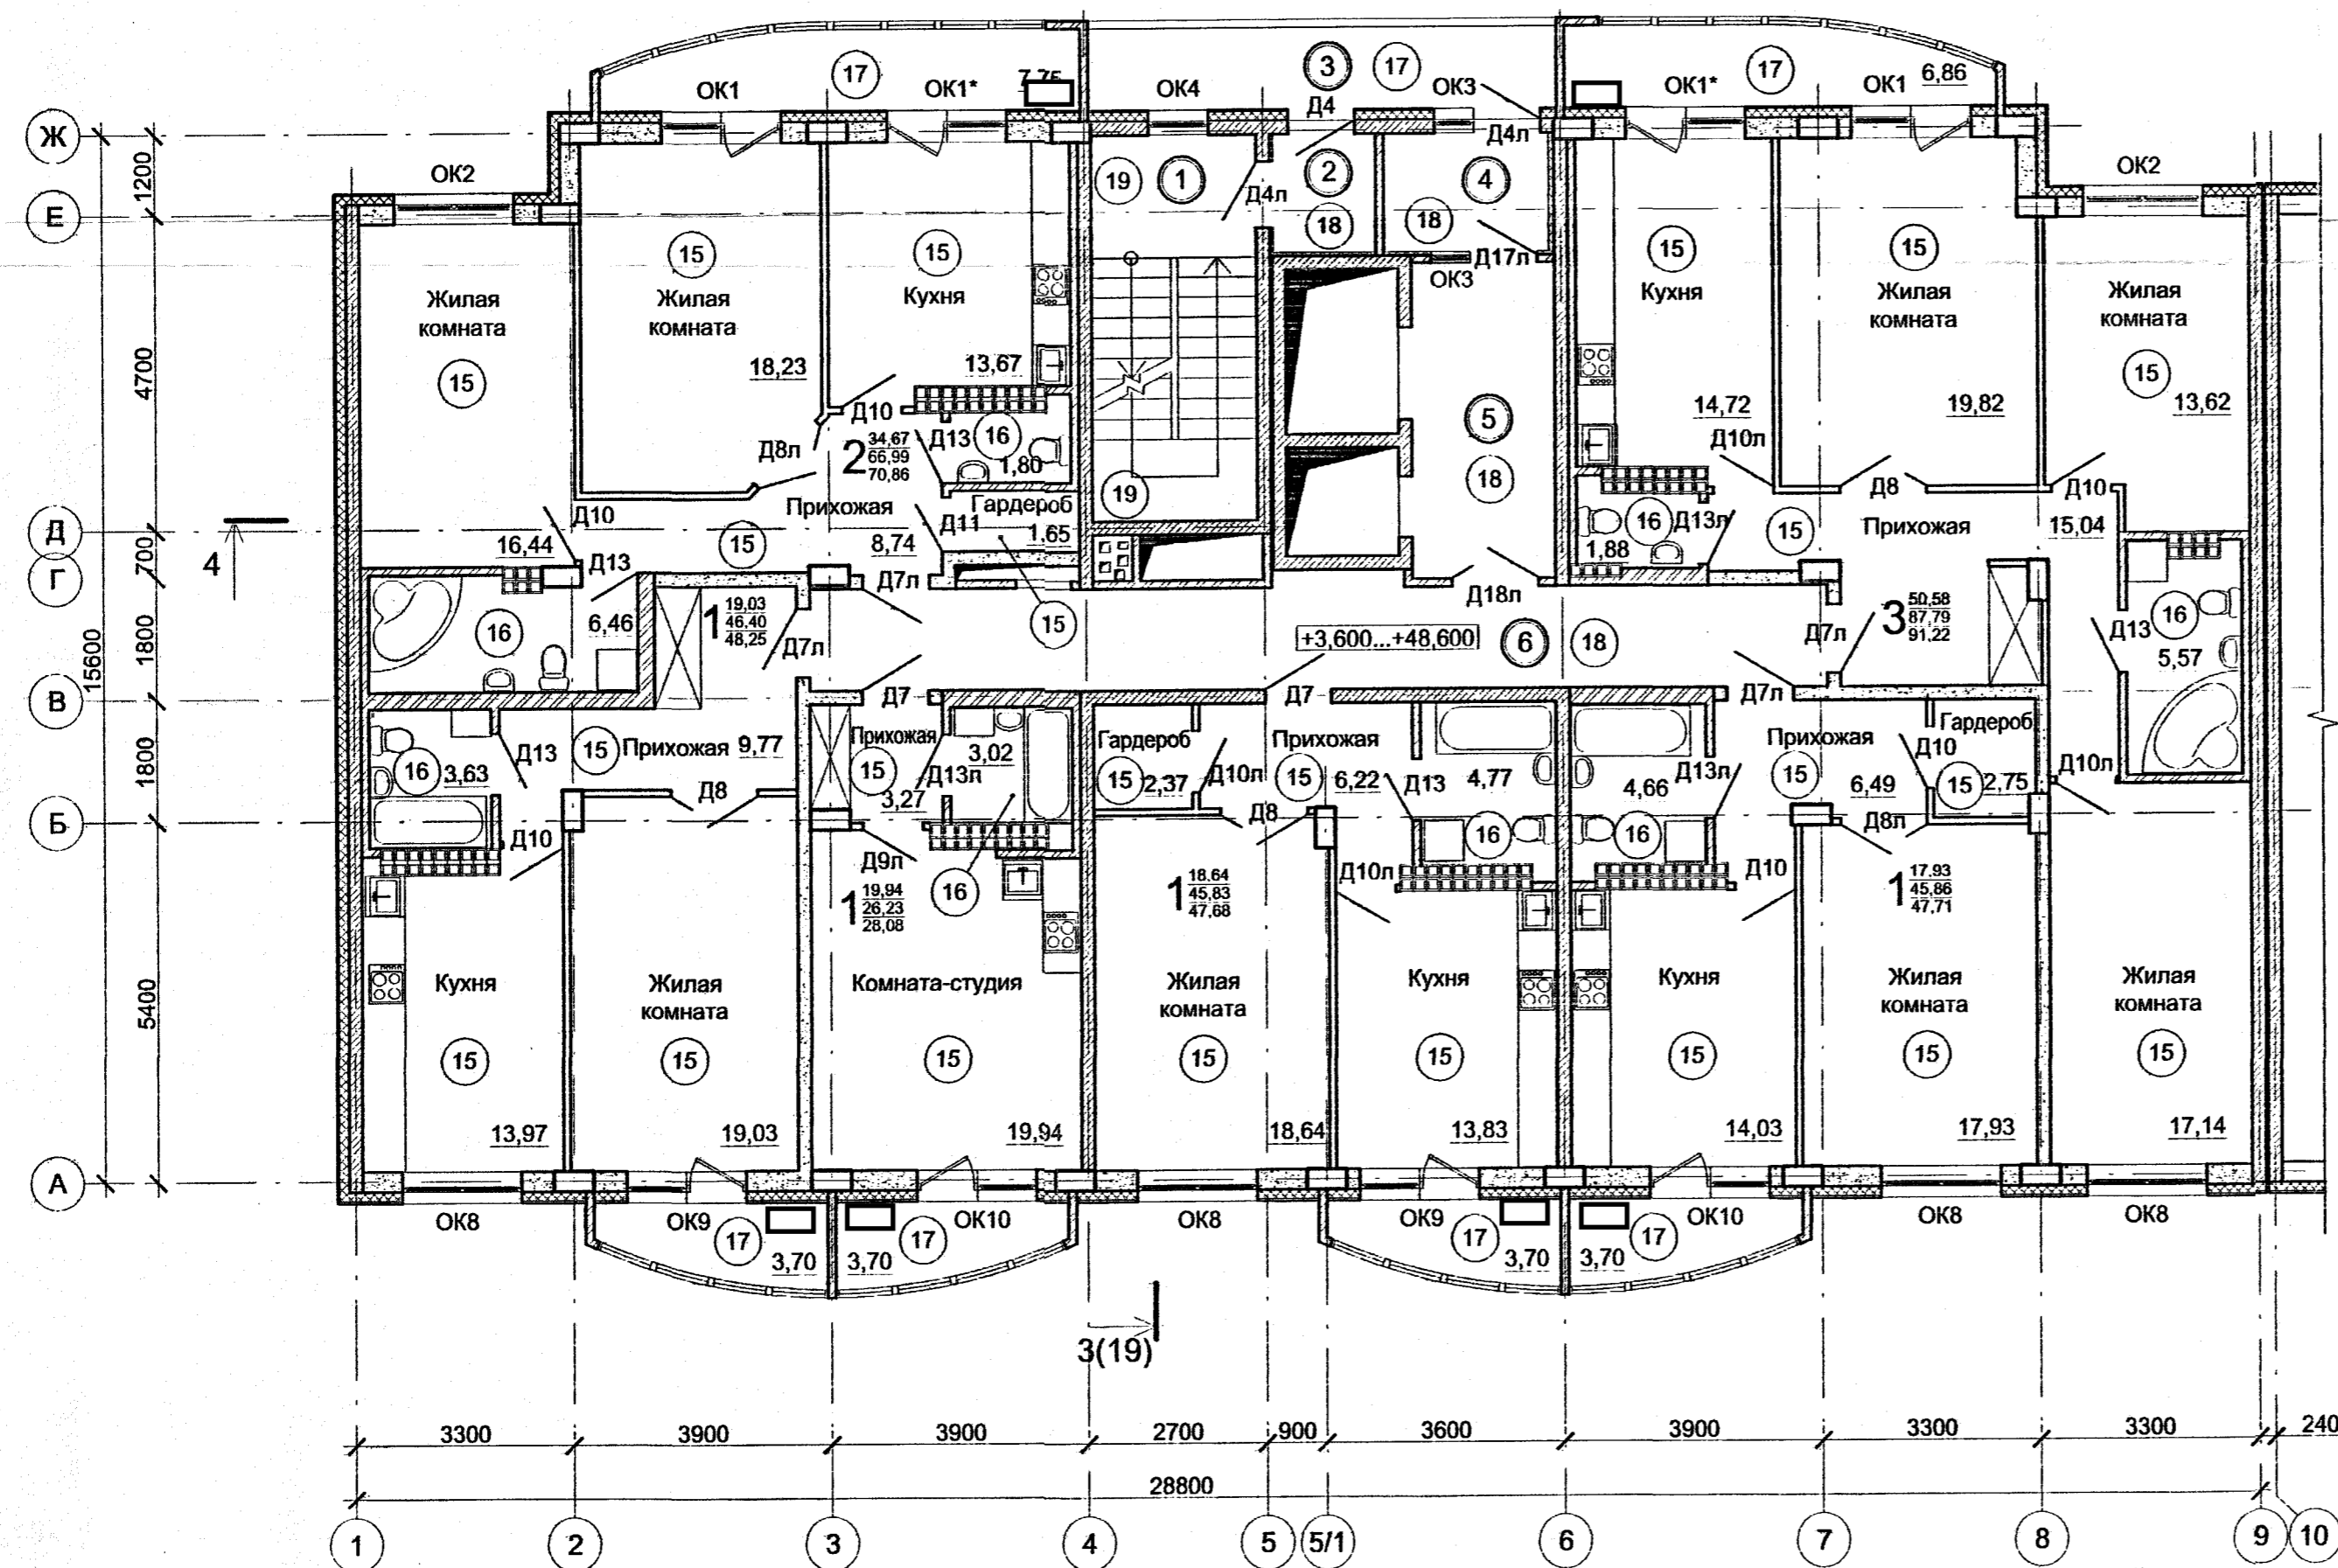 17
7,75
ОК1
ОК1*
ОК4
3
17
ОК3
Д4
Д4л
17
6,86
ОК1*
ОК1
Ж
1200
ОК2
19
1
Д4л
2
18
4
18
Д17л
ОК3
ОК2
Е
15
Жилая
комната
15
Жилая
комната
18,23
15
Кухня
13,67
15
Кухня
14,72
15
Жилая
комната
19,82
Жилая
комната
15
13,62
4700
Д10
Д8л
2
34,67
66,99
70,86
Д13
16
1,80
5
18
19
Д10л
Д8
Д10
Прихожая
Гардероб
Д11
1,65
16
Д13л
1,88
15
Прихожая
15,04
Д
4
700
Г
Д10
16,44
Д13
15
8,74
Д7л
Д18л
16
6,46
1
19,03
46,40
48,25
Д7л
15
+3,600...+48,600
6
18
Д7л
3
50,58
87,79
91,22
Д13
16
5,57
15600
1800
В
Д7
Д7
Д7л
16
3,63
Д13
15
Прихожая
9,77
Прихожая
15
3,27
Д13л
3,02
Гардероб
15
2,37
Д10л
Прихожая
15
6,22
Д13
4,77
4,66
Д13л
Прихожая
15
6,49
Д10
Гардероб
15
2,75
Д10л
1800
Б
Д10
Д8
Д9л
Д8
16
16
Д8л
Д10л
Д10
1
19,94
26,23
28,08
16
1
18.64
45,83
47,68
1
17.93
45,86
47,71
5400
Кухня
15
13,97
Жилая
комната
15
19,03
Комната-студия
15
19,94
Жилая
комната
15
18,64
Кухня
15
13,83
Кухня
15
14,03
Жилая
комната
15
17,93
Жилая
комната
15
17,14
А
ОК8
ОК9
17
3,70
3,70
17
ОК10
ОК8
ОК9
17
3,70
3,70
17
ОК10
ОК8
ОК8
3(19)
3300
3900
3900
2700
900
3600
3900
3300
3300
240
28800
1
2
3
4
5
5/1
6
7
8
9
10